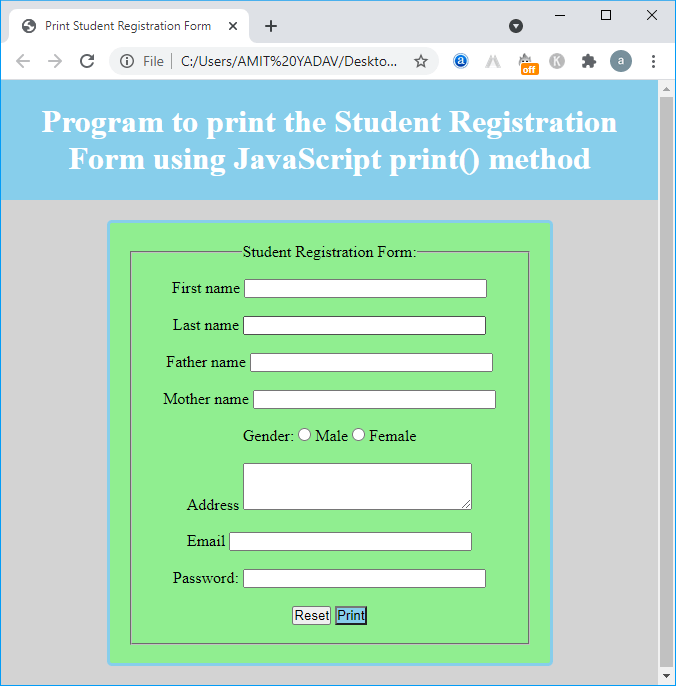 Print Student Registration Form
File
C:/Users/AMIT%20YADAV/Deskto...
a
K
off
a
Program to print the Student Registration
Form using JavaScript print() method
Student Registration Form:
First name
Last name
Father name
Mother name
Gender: Male Female
Address
Email
Password:
Reset Print